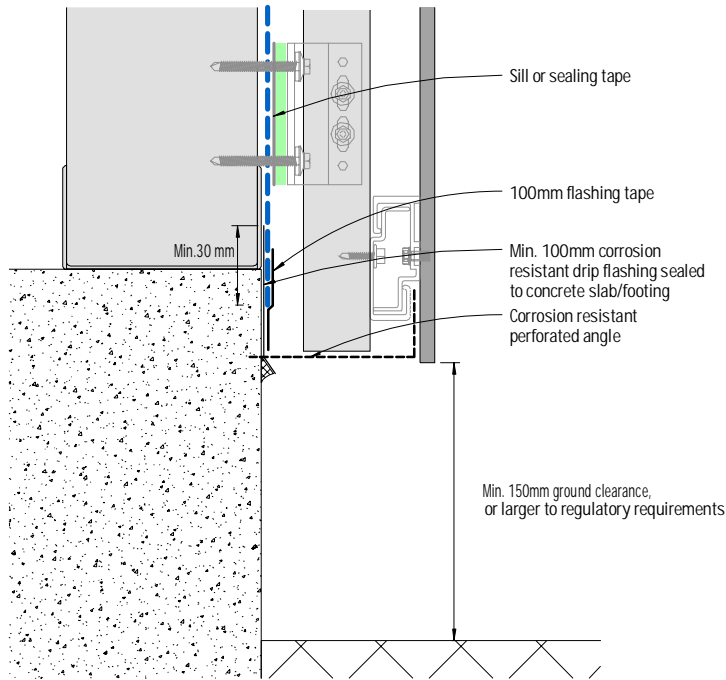 Sill or sealing tape
100mm flashing tape
Min.30 mm
Min. 100mm corrosion
resistant drip flashing sealed
to concrete slab/footing
Corrosion resistant
perforated angle
Min. 150mm ground clearance,
or larger to regulatory requirements